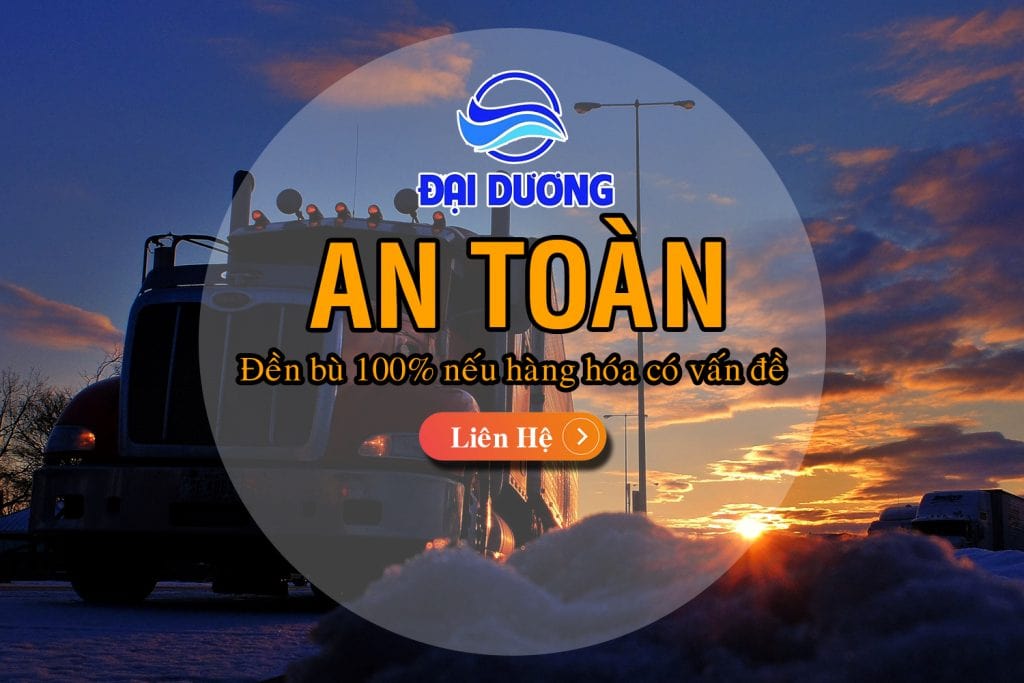 ĐẠI DƯƠNG
AN TOÀN
Đền bù 100% nếu hàng hóa có vấn đề
Liên Hệ